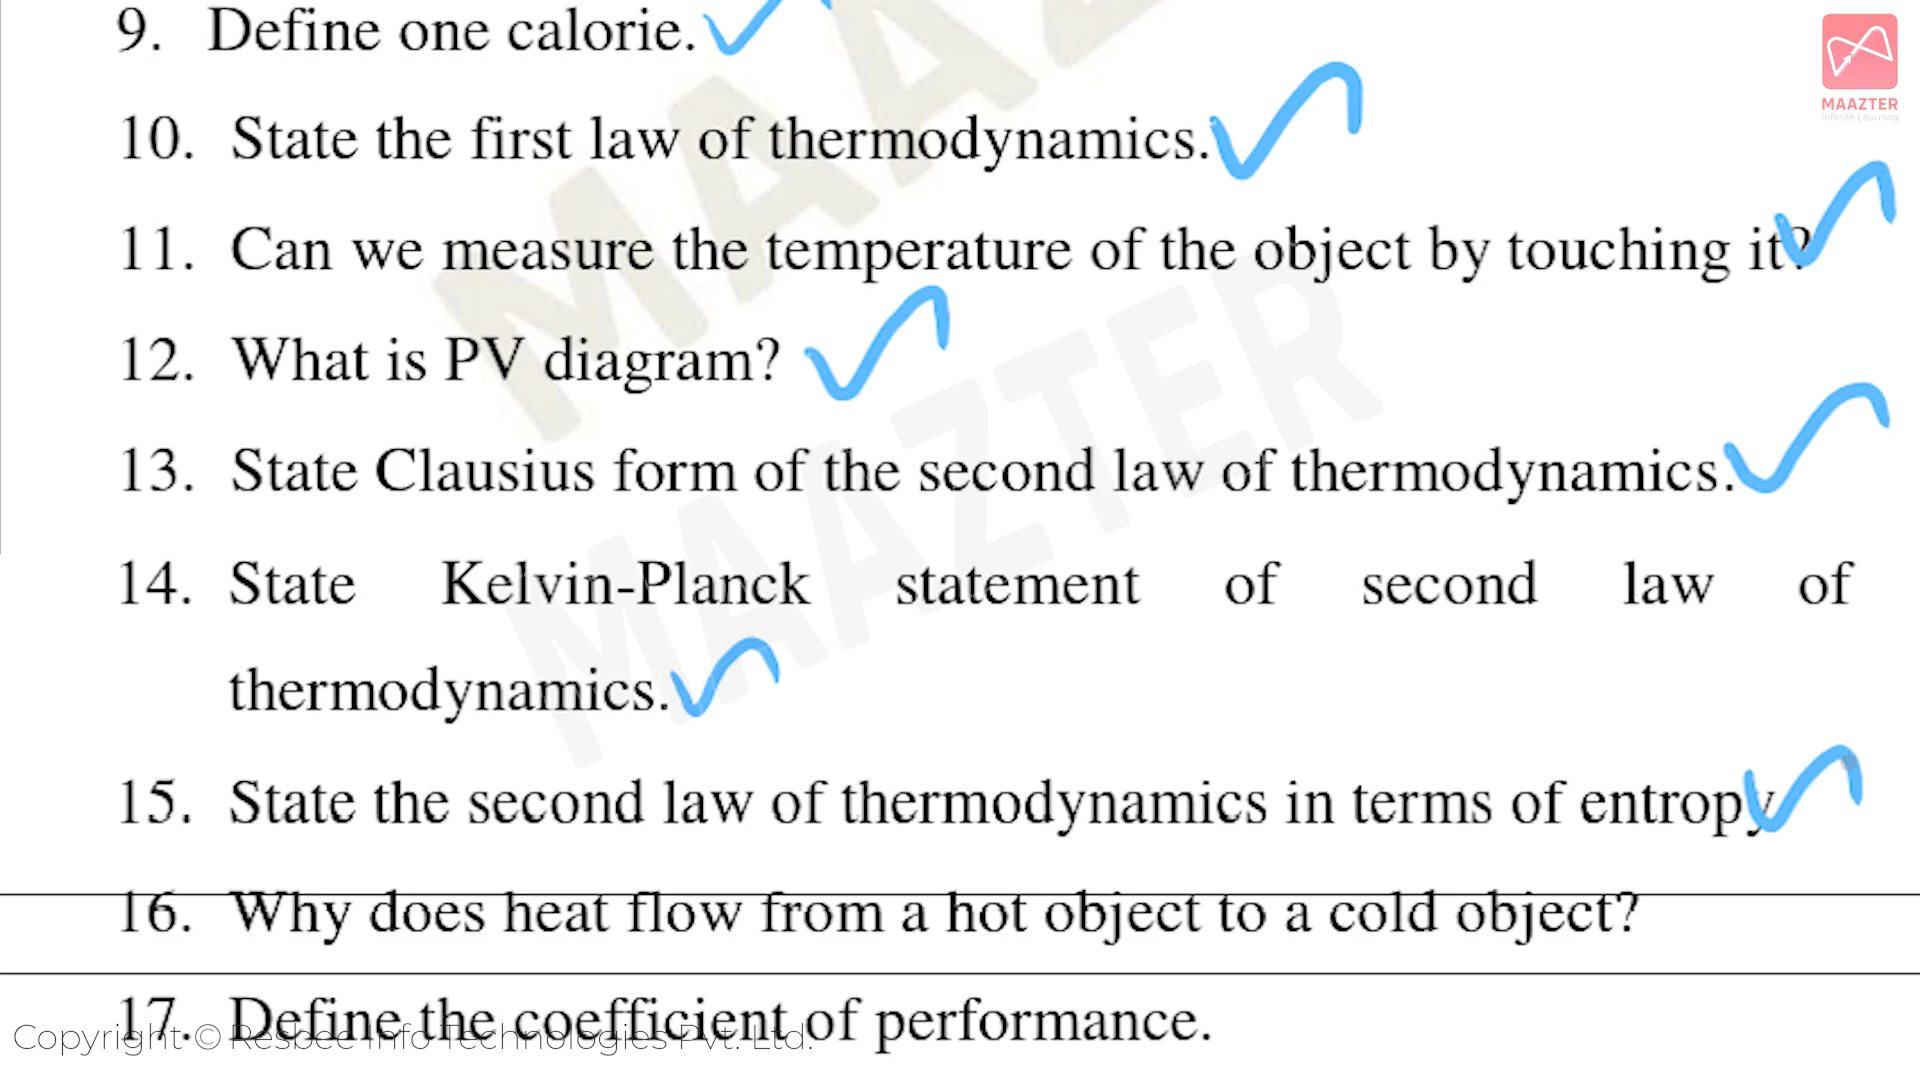 9. Define one calorie.
MAAZTER
Infinite Learning
10. State the first law of thermodynamics.
11. Can we measure the temperature of the object by touching it?
12. What is PV diagram?
13. State Clausius form of the second law of thermodynamics.
14. State Kelvin-Planck statement of second law of
thermodynamics.
15. State the second law of thermodynamics in terms of entropy
16. Why does heat flow from a hot object to a cold object?
17. Define the coefficient of performance.
Copyright © Resbee Info Technologies Pvt. Ltd.
MAAZTER